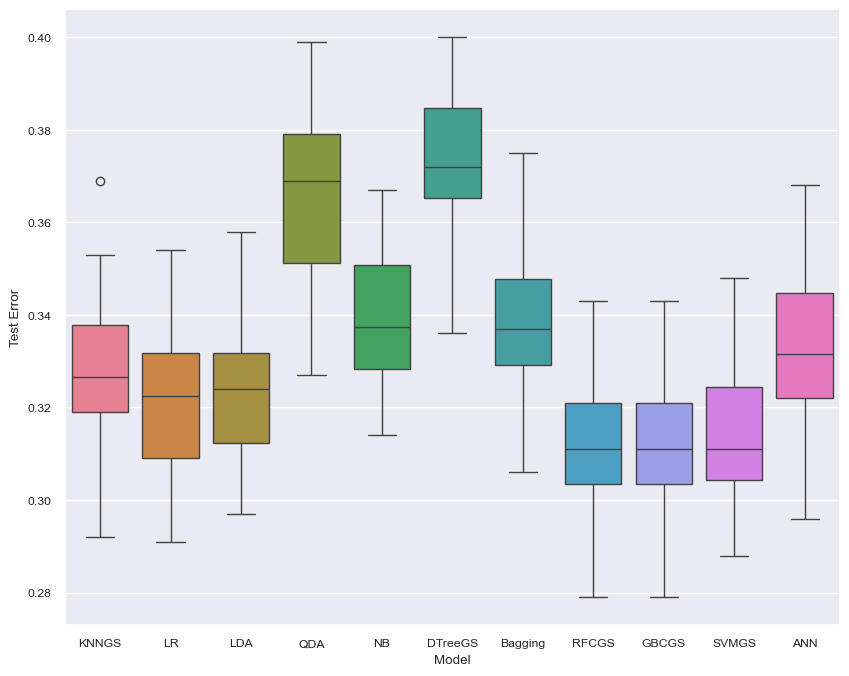 0.40
0.38
0.36
0.34
0.32
0.30
0.28
Test Error
KNNGS LR LDA QDA NB DTreeGS Bagging RFCGS GBCGS SVMGS ANN
Model